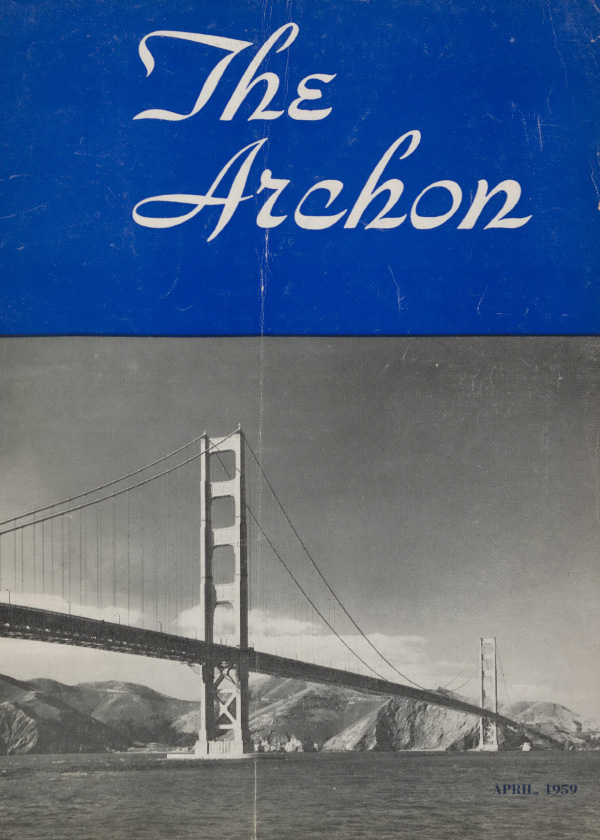 The
Archon
APRIL, 1959